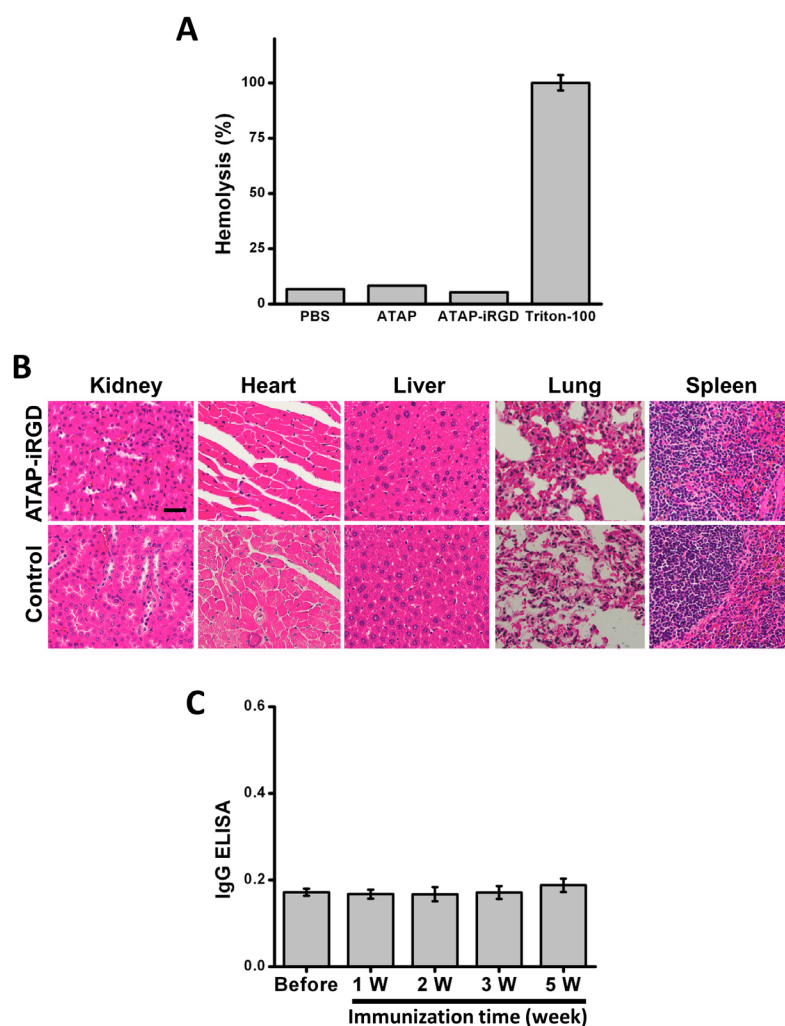 A
Hemolysis (%)
100
75
50
25
0
PBS ATAP ATAP-iRGD Triton-100
B
Kidney Heart Liver Lung Spleen
ATAP-iRGD
Control
C
IgG ELISA
0.6
0.4
0.2
0.0
Before 1 W 2 W 3 W 5 W
Immunization time (week)